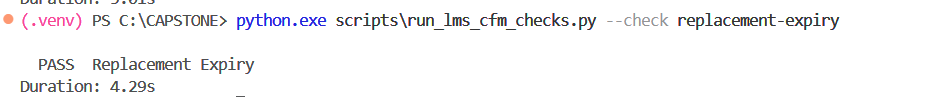 (.venv) PS C:\CAPSTONE> python.exe scripts\run_lms_cfm_checks.py --check replacement-expiry
PASS Replacement Expiry
Duration: 4.29s